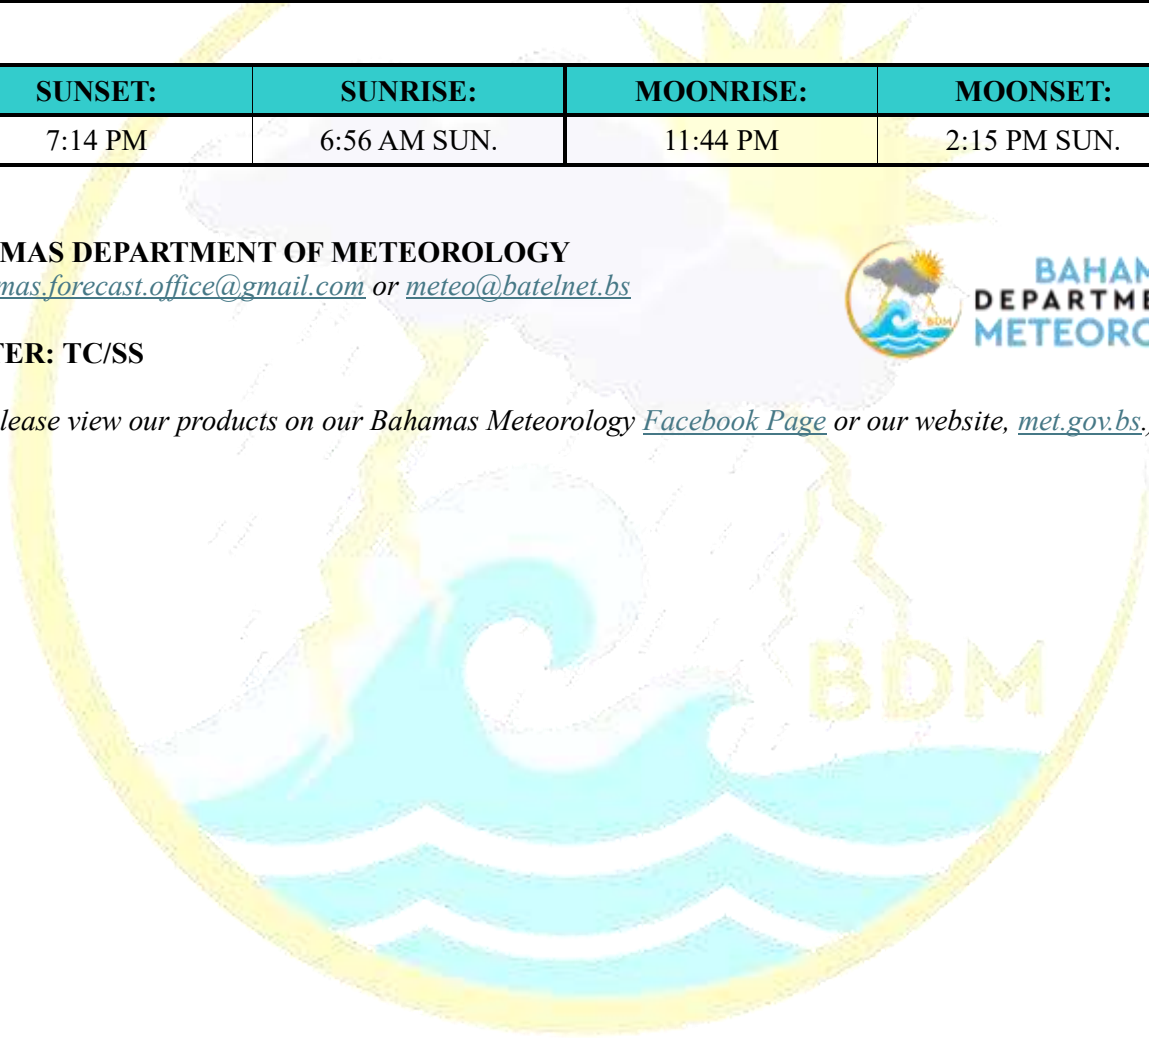 SUNSET: SUNRISE: MOONRISE: MOONSET:
7:14 PM 6:56 AM SUN. 11:44 PM 2:15 PM SUN.
MAS DEPARTMENT OF METEOROLOGY
mas.forecast.office@gmail.com or meteo@batelnet.bs
BAHAM
DEPARTME
METEORO
BDM
TER: TC/SS
lease view our products on our Bahamas Meteorology Facebook Page or our website, met.gov.bs.
BDM